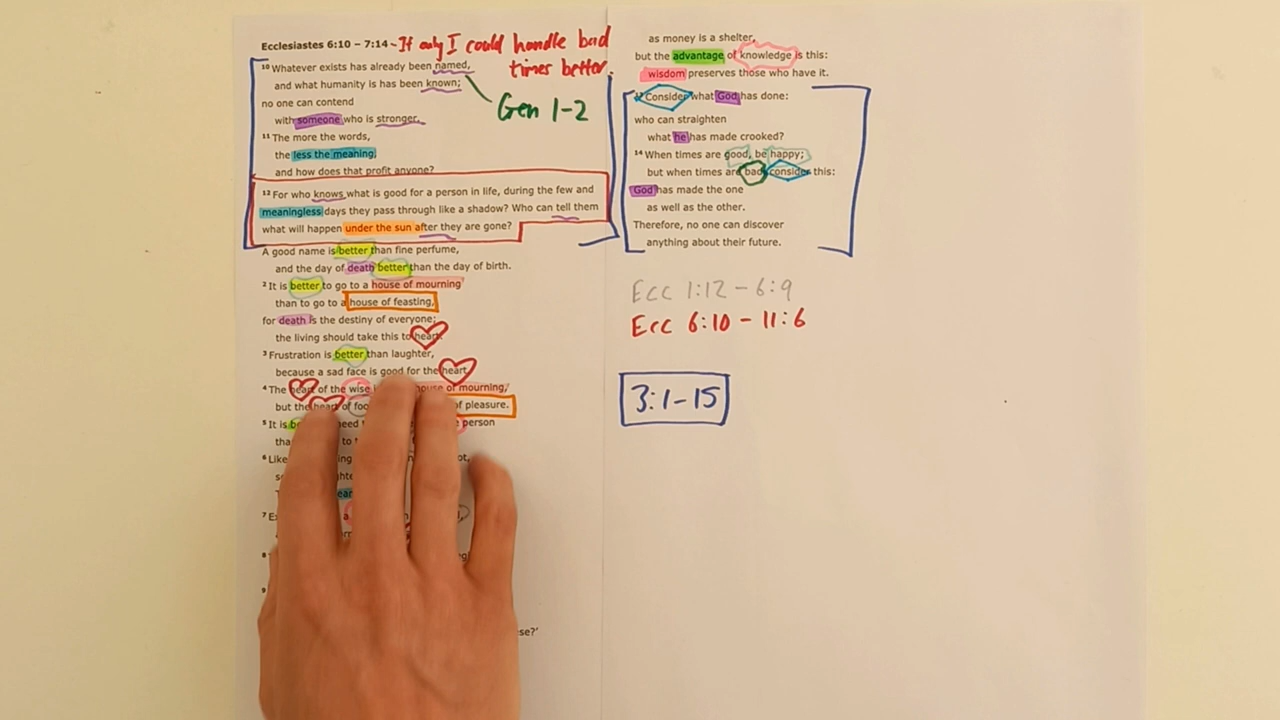 Ecclesiastes 6:10 – 7:14 - If only I could handle bad
times better.
10 Whatever exists has already been named,
and what humanity is has been known;
no one can contend
with someone who is stronger.
11 The more the words,
the less the meaning,
and how does that profit anyone?
12 For who knows what is good for a person in life, during the few and
meaningless days they pass through like a shadow? Who can tell them
what will happen under the sun after they are gone?
Gen 1-2
A good name is better than fine perfume,
and the day of death better than the day of birth.
2 It is better to go to a house of mourning
than to go to a house of feasting,
for death is the destiny of everyone;
the living should take this to heart.
3 Frustration is better than laughter,
because a sad face is good for the heart.
4 The heart of the wise house of mourning,
but the heart of of pleasure.
5 It is person
6 Like
7
8
9
se?’
as money is a shelter,
but the advantage of knowledge is this:
wisdom preserves those who have it.
13 Consider what God has done:
who can straighten
what he has made crooked?
14 When times are good, be happy;
but when times are bad consider this:
God has made the one
as well as the other.
Therefore, no one can discover
anything about their future.
Ecc 1:12 - 6:9
Ecc 6:10 - 11:6
3:1-15